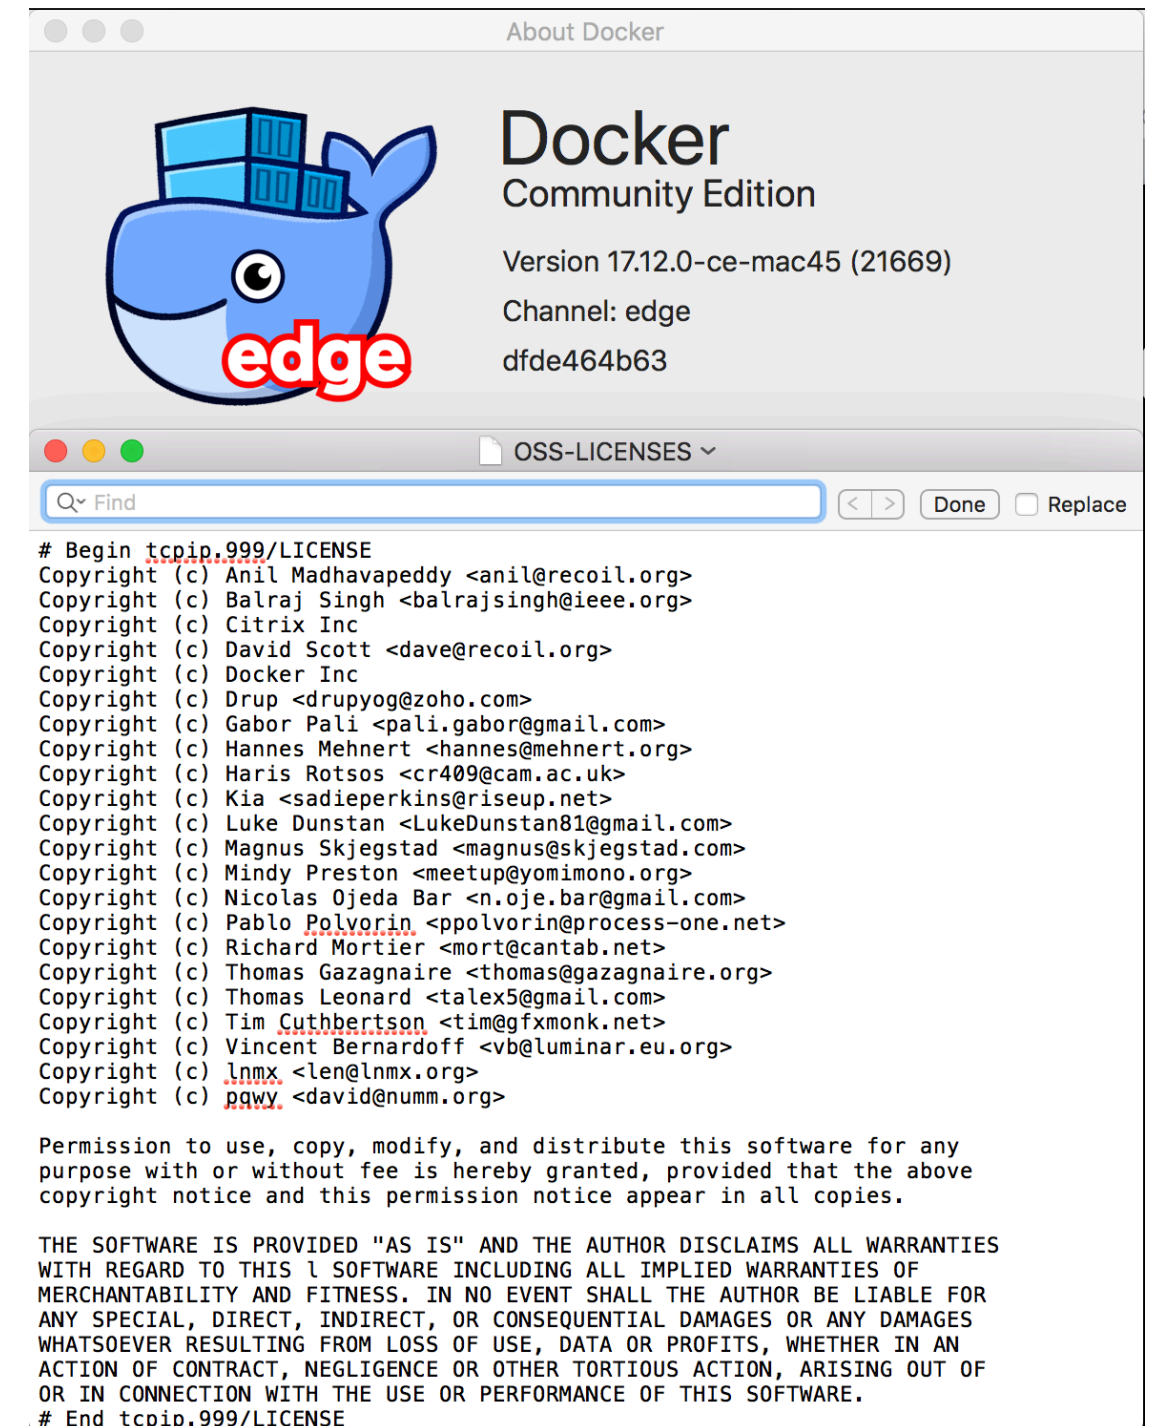 About Docker
Docker
Community Edition
Version 17.12.0-ce-mac45 (21669)
Channel: edge
dfde464b63
edge
OSS-LICENSES
Find
< >
Done
Replace
# Begin tcpip.999/LICENSE
Copyright (c) Anil Madhavapeddy <anil@recoil.org>
Copyright (c) Balraj Singh <balrajsingh@ieee.org>
Copyright (c) Citrix Inc
Copyright (c) David Scott <dave@recoil.org>
Copyright (c) Docker Inc
Copyright (c) Drup <drupyog@zoho.com>
Copyright (c) Gabor Pali <pali.gabor@gmail.com>
Copyright (c) Hannes Mehnert <hannes@mehnert.org>
Copyright (c) Haris Rotsos <cr409@cam.ac.uk>
Copyright (c) Kia <sadieperkins@riseup.net>
Copyright (c) Luke Dunstan <LukeDunstan81@gmail.com>
Copyright (c) Magnus Skjegstad <magnus@skjegstad.com>
Copyright (c) Mindy Preston <meetup@yomimono.org>
Copyright (c) Nicolas Ojeda Bar <n.oje.bar@gmail.com>
Copyright (c) Pablo Polvorin <ppolvorin@process-one.net>
Copyright (c) Richard Mortier <mort@cantab.net>
Copyright (c) Thomas Gazagnaire <thomas@gazagnaire.org>
Copyright (c) Thomas Leonard <talex5@gmail.com>
Copyright (c) Tim Cuthbertson <tim@gfxmonk.net>
Copyright (c) Vincent Bernardoff <vb@luminar.eu.org>
Copyright (c) lnmx <len@lnmx.org>
Copyright (c) pqwy <david@numm.org>
Permission to use, copy, modify, and distribute this software for any
purpose with or without fee is hereby granted, provided that the above
copyright notice and this permission notice appear in all copies.
THE SOFTWARE IS PROVIDED "AS IS" AND THE AUTHOR DISCLAIMS ALL WARRANTIES
WITH REGARD TO THIS l SOFTWARE INCLUDING ALL IMPLIED WARRANTIES OF
MERCHANTABILITY AND FITNESS. IN NO EVENT SHALL THE AUTHOR BE LIABLE FOR
ANY SPECIAL, DIRECT, INDIRECT, OR CONSEQUENTIAL DAMAGES OR ANY DAMAGES
WHATSOEVER RESULTING FROM LOSS OF USE, DATA OR PROFITS, WHETHER IN AN
ACTION OF CONTRACT, NEGLIGENCE OR OTHER TORTIOUS ACTION, ARISING OUT OF
OR IN CONNECTION WITH THE USE OR PERFORMANCE OF THIS SOFTWARE.
# End tcpip.999/LICENSE